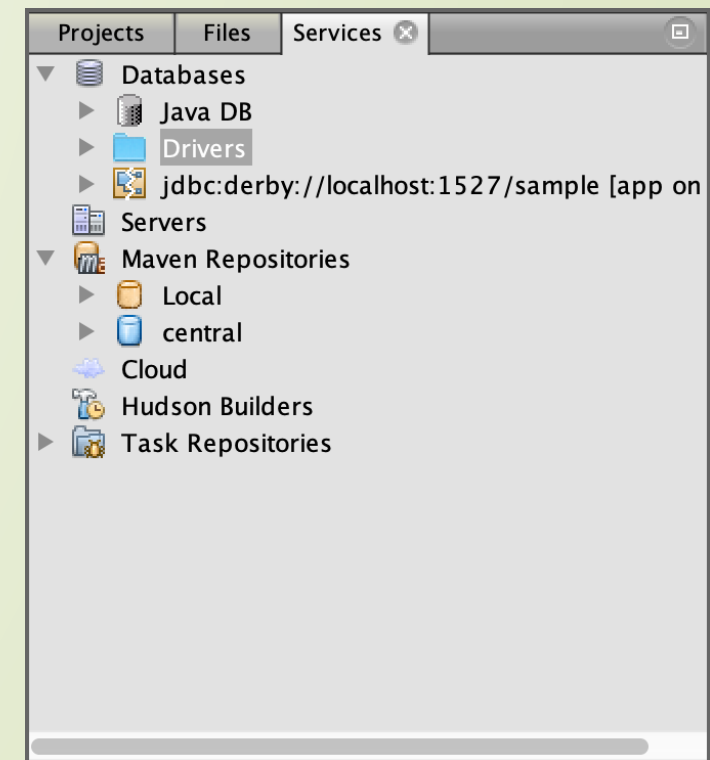 Projects Files Services
Databases
Java DB
Drivers
jdbc:derby://localhost:1527/sample [app on
Servers
Maven Repositories
Local
central
Cloud
Hudson Builders
Task Repositories